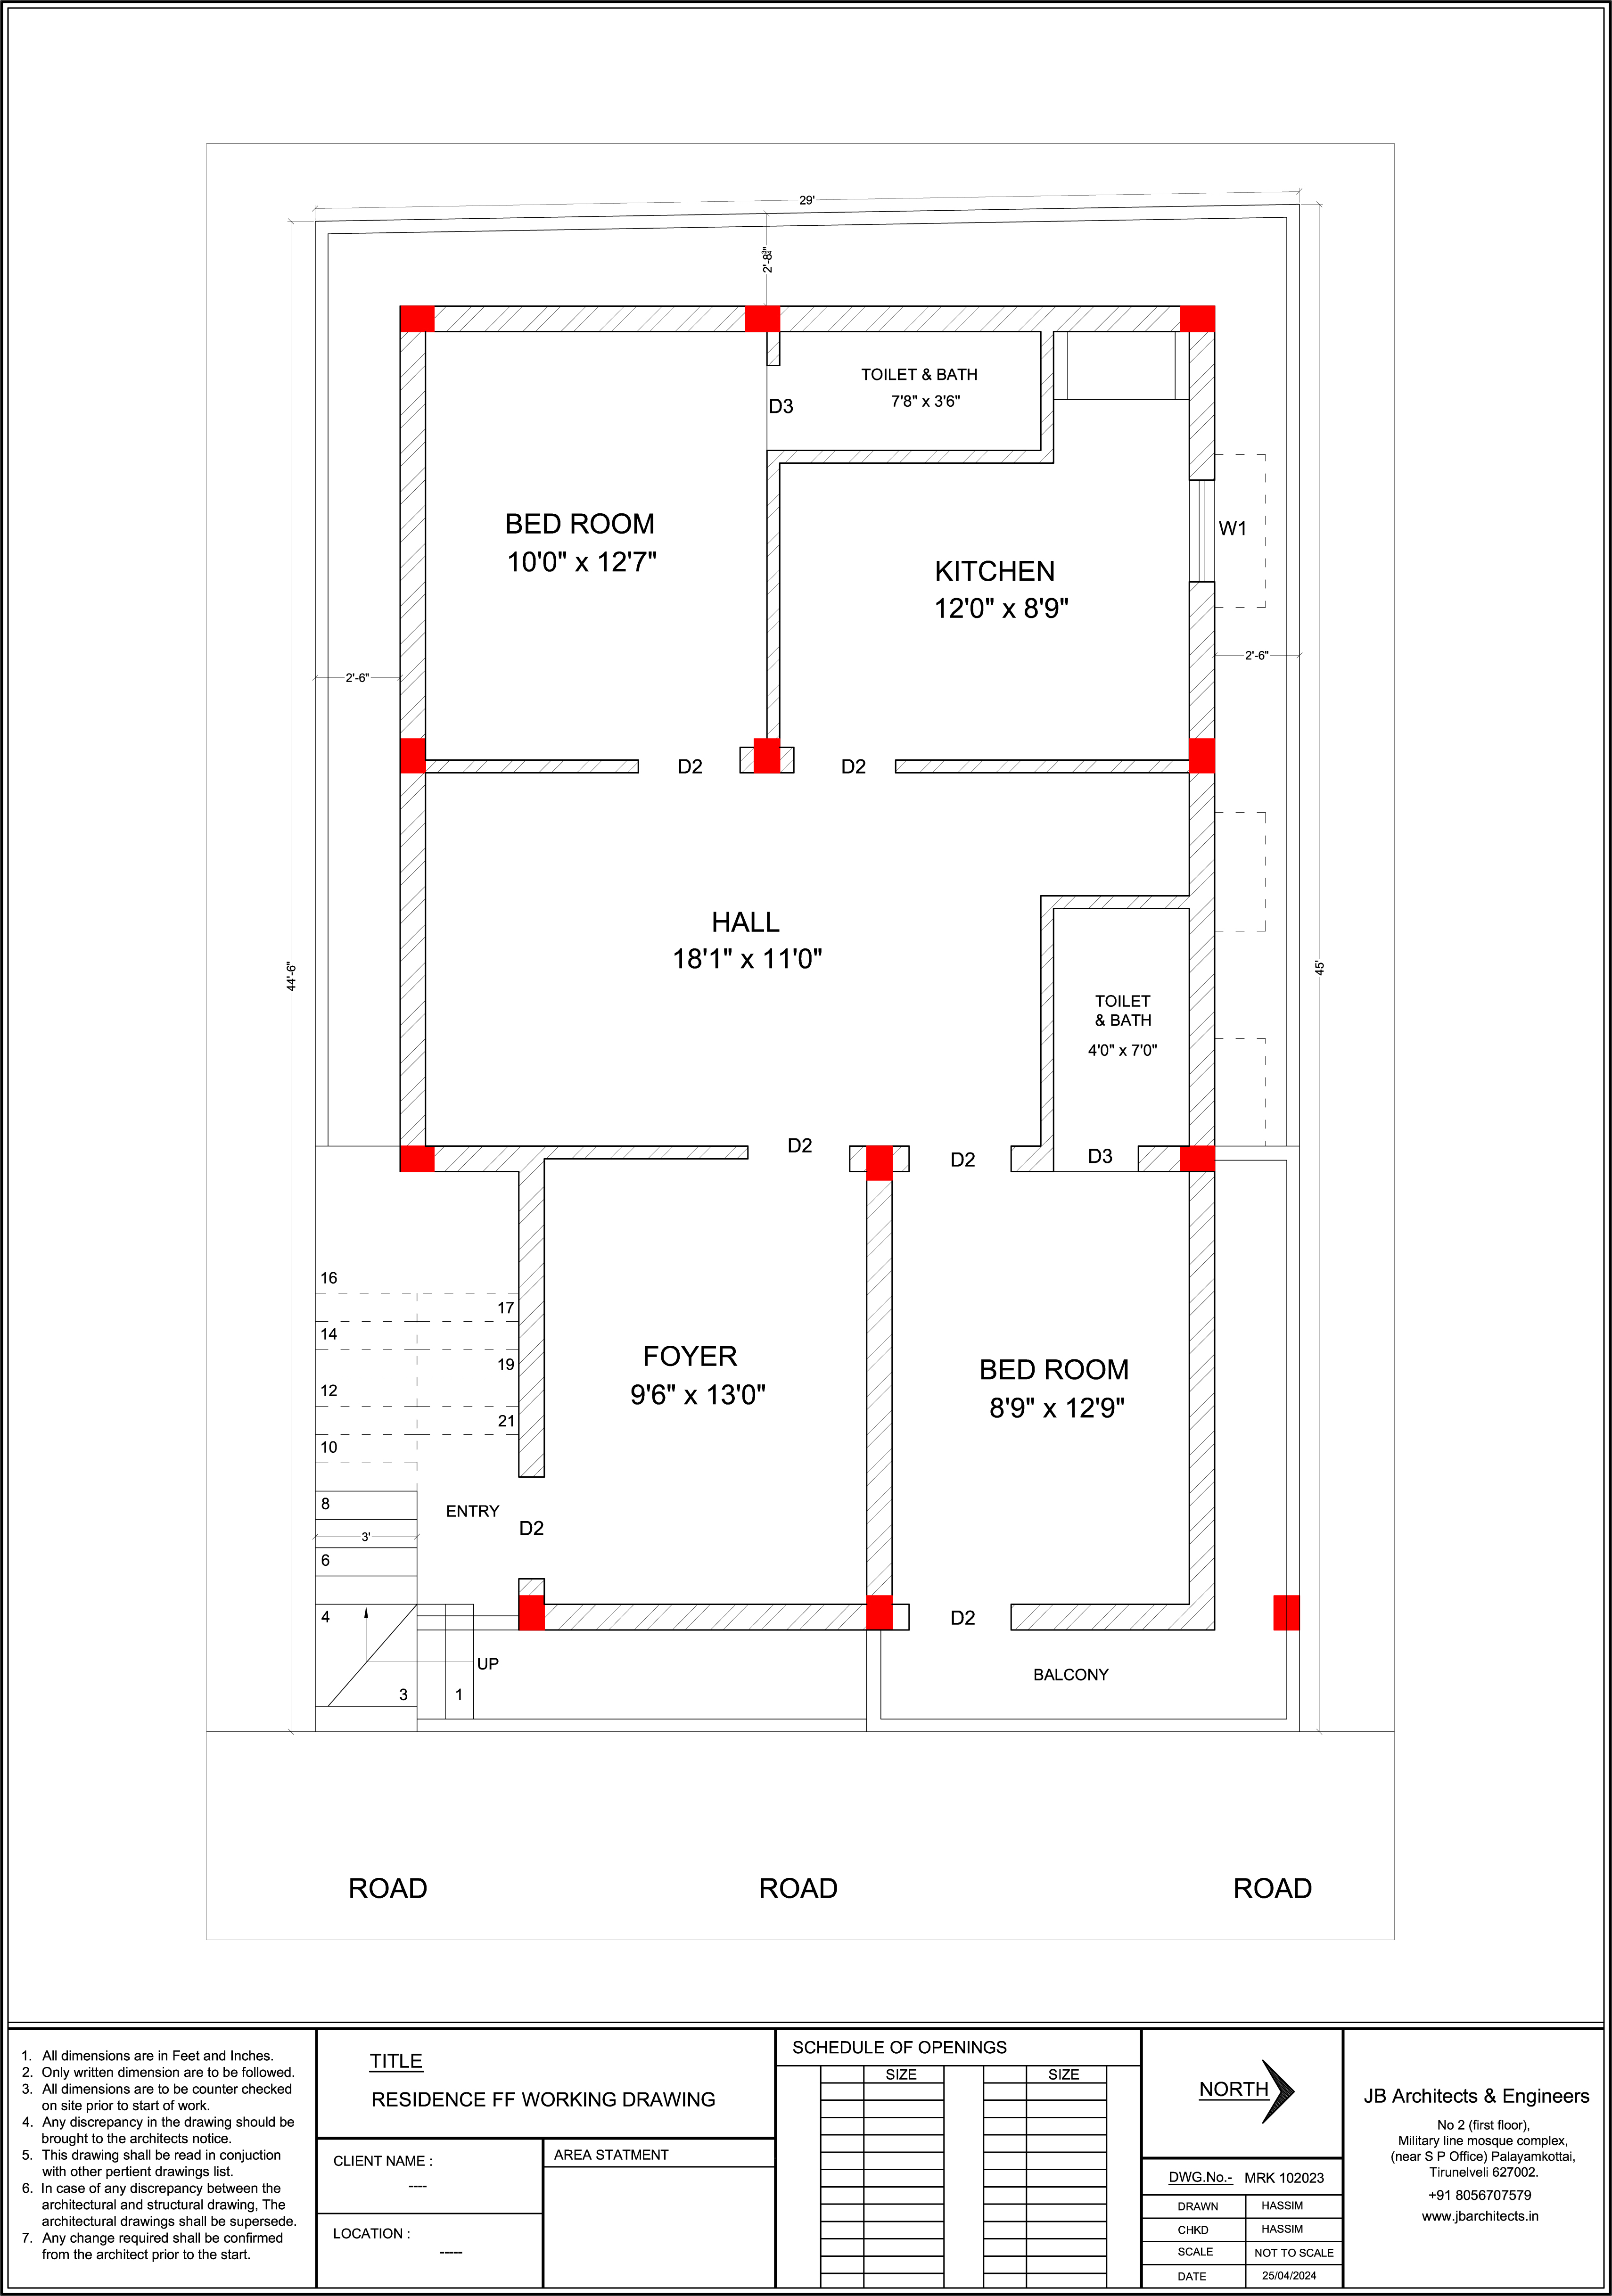 29'
2'-8¾"
TOILET & BATH
7'8" x 3'6"
D3
BED ROOM
10'0" x 12'7"
W1
KITCHEN
12'0" x 8'9"
2'-6"
2'-6"
D2
D2
HALL
18'1" x 11'0"
44'-6"
45'
TOILET
& BATH
4'0" x 7'0"
D2
D2
D3
16
17
14
19
12
21
10
FOYER
9'6" x 13'0"
BED ROOM
8'9" x 12'9"
8
ENTRY
D2
3'
6
4
D2
UP
3
1
BALCONY
ROAD
ROAD
ROAD
1. All dimensions are in Feet and Inches.
2. Only written dimension are to be followed.
3. All dimensions are to be counter checked
on site prior to start of work.
4. Any discrepancy in the drawing should be
brought to the architects notice.
5. This drawing shall be read in conjuction
with other pertient drawings list.
6. In case of any discrepancy between the
architectural and structural drawing, The
architectural drawings shall be supersede.
7. Any change required shall be confirmed
from the architect prior to the start.
TITLE
RESIDENCE FF WORKING DRAWING
CLIENT NAME :
----
LOCATION :
-----
AREA STATMENT
SCHEDULE OF OPENINGS
SIZE
SIZE
NORTH
DWG.No.- MRK 102023
DRAWN HASSIM
CHKD HASSIM
SCALE NOT TO SCALE
DATE 25/04/2024
JB Architects & Engineers
No 2 (first floor),
Military line mosque complex,
(near S P Office) Palayamkottai,
Tirunelveli 627002.
+91 8056707579
www.jbarchitects.in